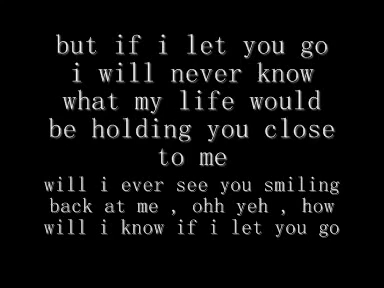 but if i let you go
i will never know
what my life would
be holding you close
to me
will i ever see you smiling
back at me , ohh yeh , how
will i know if i let you go